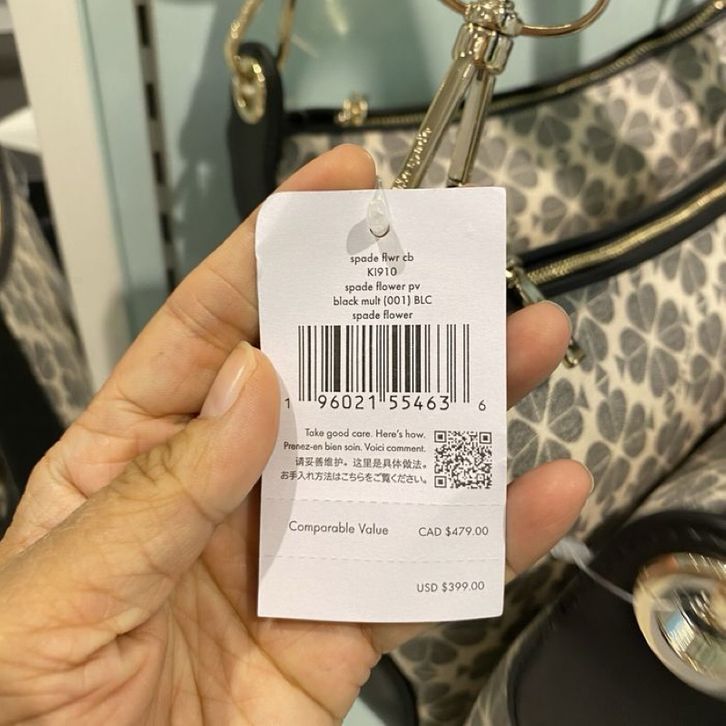 kate spade
spade flwr cb
KI910
spade flower pv
black mult (001) BLC
spade flower
1 96021 55463 6
Take good care. Here's how.
Prenez-en bien soin. Voici comment.
请妥善维护。这里是具体做法。
お手入れ方法はこちらをご覧ください。
Comparable Value CAD $479.00
USD $399.00